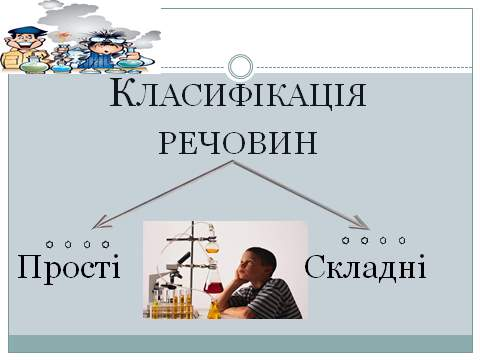 КЛАСИФІКАЦІЯ
РЕЧОВИН
Прості
Складні